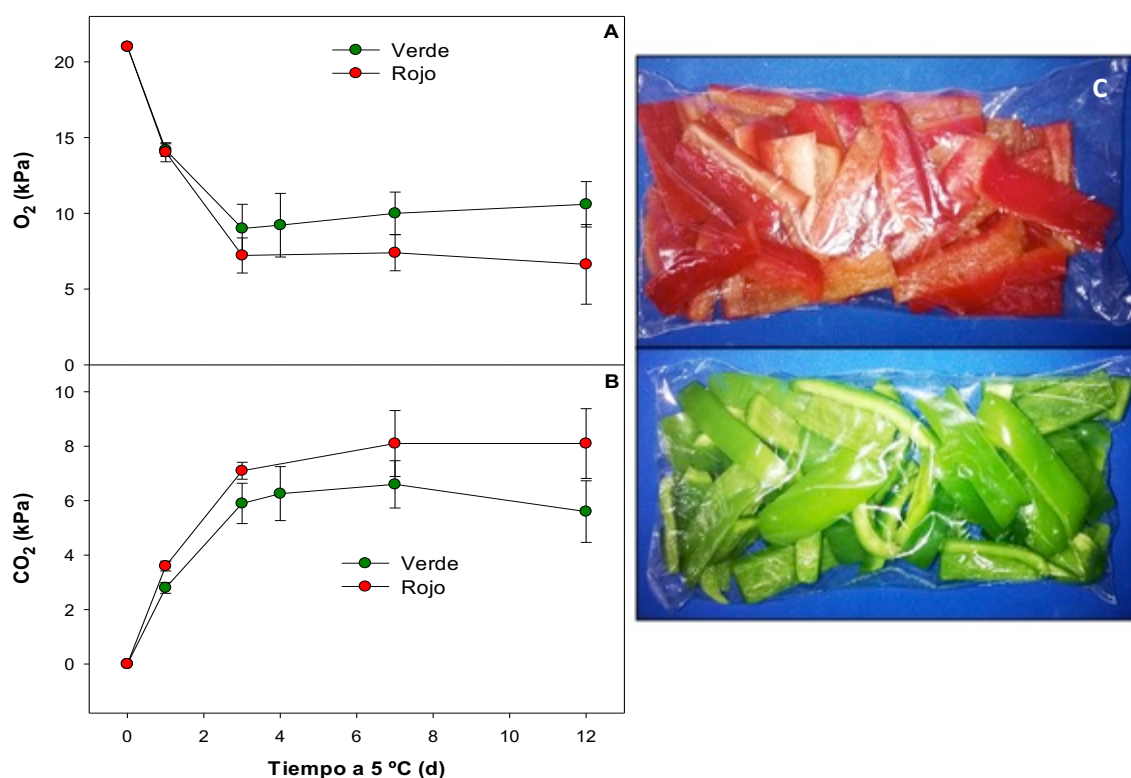 A
Verde
Rojo
20
15
10
5
0
O₂ (kPa)
B
10
8
6
4
2
0
CO₂ (kPa)
Verde
Rojo
0 2 4 6 8 10 12
Tiempo a 5 ºC (d)
C